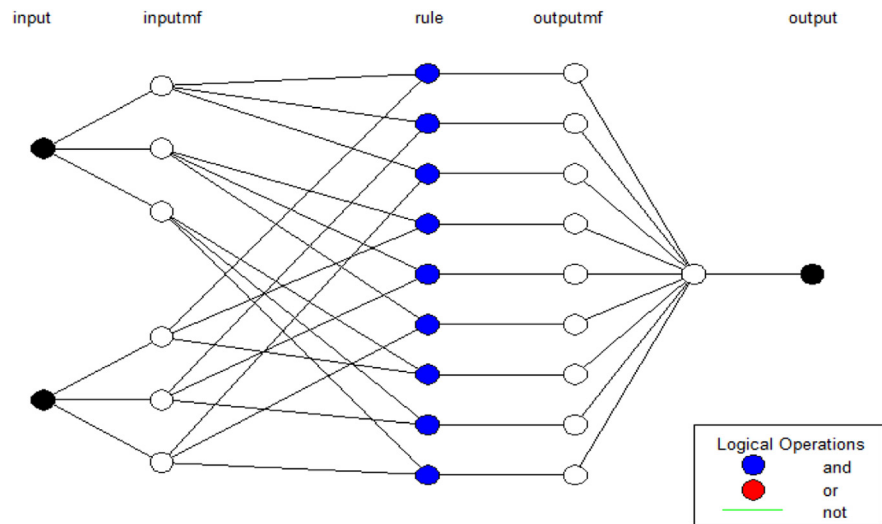 input inputmf rule outputmf output
Logical Operations
and
or
not